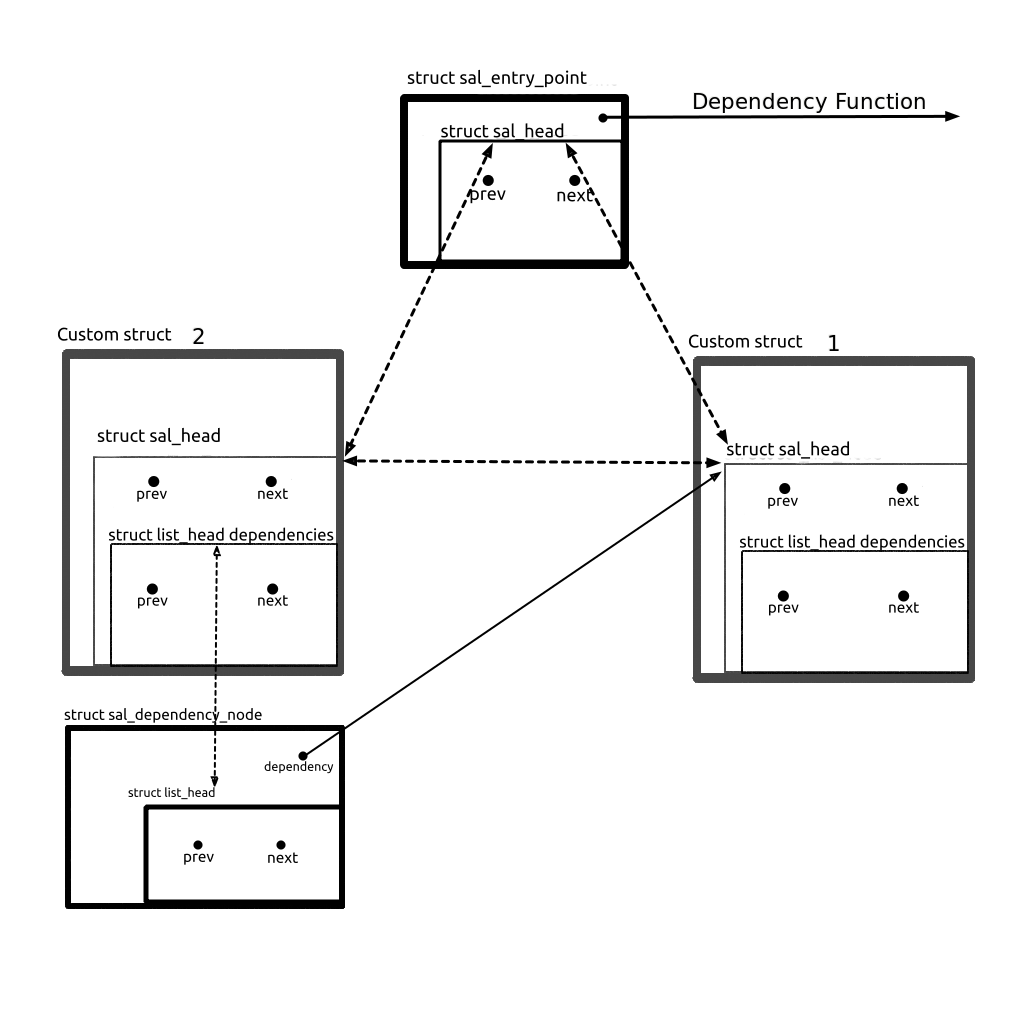 struct sal_entry_point
Dependency Function
struct sal_head
prev next
Custom struct 2
Custom struct 1
struct sal_head
struct sal_head
prev next
prev next
struct list_head dependencies
struct list_head dependencies
prev next
prev next
struct sal_dependency_node
dependency
struct list_head
prev next